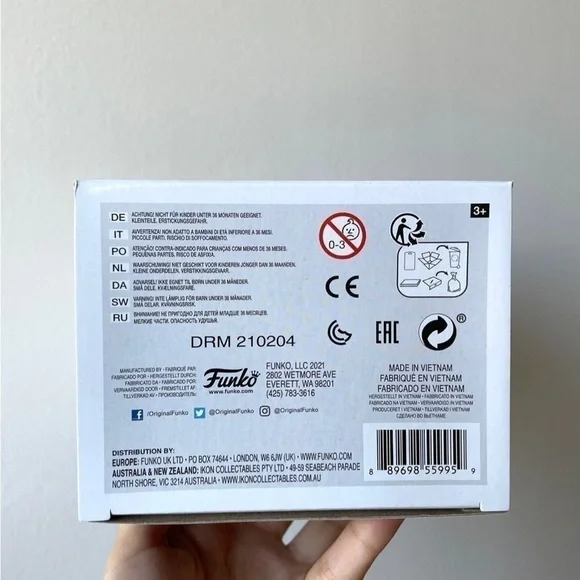 3+
DE ACHTUNG! NICHT FÜR KINDER UNTER 36 MONATEN GEEIGNET.
KLEINTEILE. ERSTICKUNGSGEFAHR.
IT AVVERTENZA! NON ADATTO A BAMBINI DI ETÀ INFERIORE A 36 MESI.
PICCOLE PARTI. RISCHIO DI SOFFOCAMENTO.
PO ATENÇÃO! CONTRA-INDICADO PARA CRIANÇAS COM MENOS DE 36 MESES.
PEQUENAS PARTES. RISCO DE ASFIXIA.
NL WAARSCHUWING! NIET GESCHIKT VOOR KINDEREN JONGER DAN 36 MAANDEN.
KLEINE ONDERDELEN. VERSTIKKINGSGEVAAR.
DA ADVARSEL! IKKE EGNET TIL BØRN UNDER 36 MÅNEDER.
SMÅ DELE. KVÆLNINGSFARE.
SW VARNING! INTE LÄMPLIG FÖR BARN UNDER 36 MÅNADER.
SMÅ DELAR. KVÄVNINGSRISK.
RU ВНИМАНИЕ! НЕ ПРИГОДНО ДЛЯ ДЕТЕЙ МЛАДШЕ 36 МЕСЯЦЕВ.
МЕЛКИЕ ЧАСТИ. ОПАСНОСТЬ УДУШЬЯ.
0-3
CE
EAC
®
DRM 210204
MANUFACTURED BY • FABRIQUÉ PAR
FABRICADO POR • HERGESTELLT DURCH
FABBRICATO DA • FABRICADO POR
VERVAARDIGD DOOR • FREMSTILLET AF
TILLVERKAD AV • ПРОИЗВОДИТЕЛЬ
Funko
www.funko.com
FUNKO, LLC 2021
2802 WETMORE AVE
EVERETT, WA 98201
(425) 783-3616
MADE IN VIETNAM
FABRIQUÉ EN VIETNAM
FABRICADO EN VIETNAM
HERGESTELLT IN VIETNAM • FABBRICATO IN VIETNAM
FABRICADO NA VIETNAM • VERVAARDIGD IN VIETNAM
PRODUCERET I VIETNAM • TILLVERKAD I VIETNAM
СДЕЛАНО ВО ВЬЕТНАМЕ
/OriginalFunko @OriginalFunko @OriginalFunko
DISTRIBUTION BY:
EUROPE: FUNKO UK LTD • PO BOX 74644 • LONDON, W6 6JW (UK) • WWW.FUNKO.COM
AUSTRALIA & NEW ZEALAND: IKON COLLECTABLES PTY LTD • 49-59 SEABEACH PARADE
NORTH SHORE, VIC 3214 AUSTRALIA • WWW.IKONCOLLECTABLES.COM.AU
8 89698 55995 9